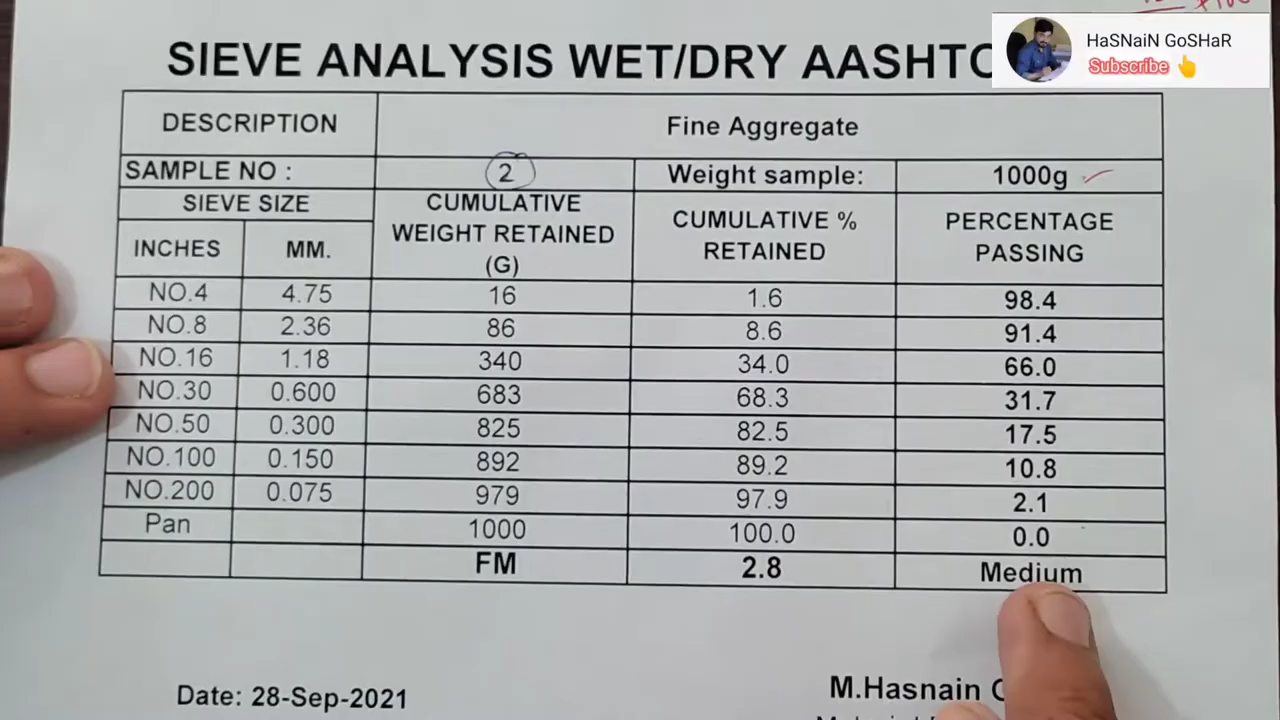 ×100
HaSNaiN GoSHaR
Subscribe
SIEVE ANALYSIS WET/DRY AASHTO
DESCRIPTION Fine Aggregate
SAMPLE NO : 2 Weight sample: 1000g
SIEVE SIZE CUMULATIVE WEIGHT RETAINED (G) CUMULATIVE % RETAINED PERCENTAGE PASSING
INCHES MM.
NO.4 4.75 16 1.6 98.4
NO.8 2.36 86 8.6 91.4
NO.16 1.18 340 34.0 66.0
NO.30 0.600 683 68.3 31.7
NO.50 0.300 825 82.5 17.5
NO.100 0.150 892 89.2 10.8
NO.200 0.075 979 97.9 2.1
Pan 1000 100.0 0.0
FM 2.8 Medium
Date: 28-Sep-2021
M.Hasnain